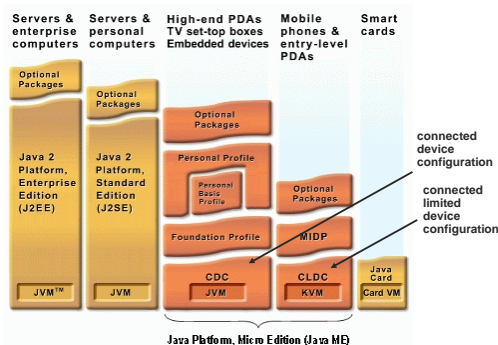 Servers &
enterprise
computers
Servers &
personal
computers
High-end PDAs
TV set-top boxes
Embedded devices
Mobile
phones &
entry-level
PDAs
Smart
cards
Optional
Packages
Java 2
Platform,
Enterprise
Edition
(J2EE)
JVM™
Optional
Packages
Java 2
Platform,
Standard
Edition
(J2SE)
JVM
Optional
Packages
Personal Profile
Personal
Basis
Profile
Foundation Profile
CDC
JVM
Optional
Packages
MIDP
CLDC
KVM
Java
Card
Card VM
connected
device
configuration
connected
limited
device
configuration
Java Platform, Micro Edition (Java ME)